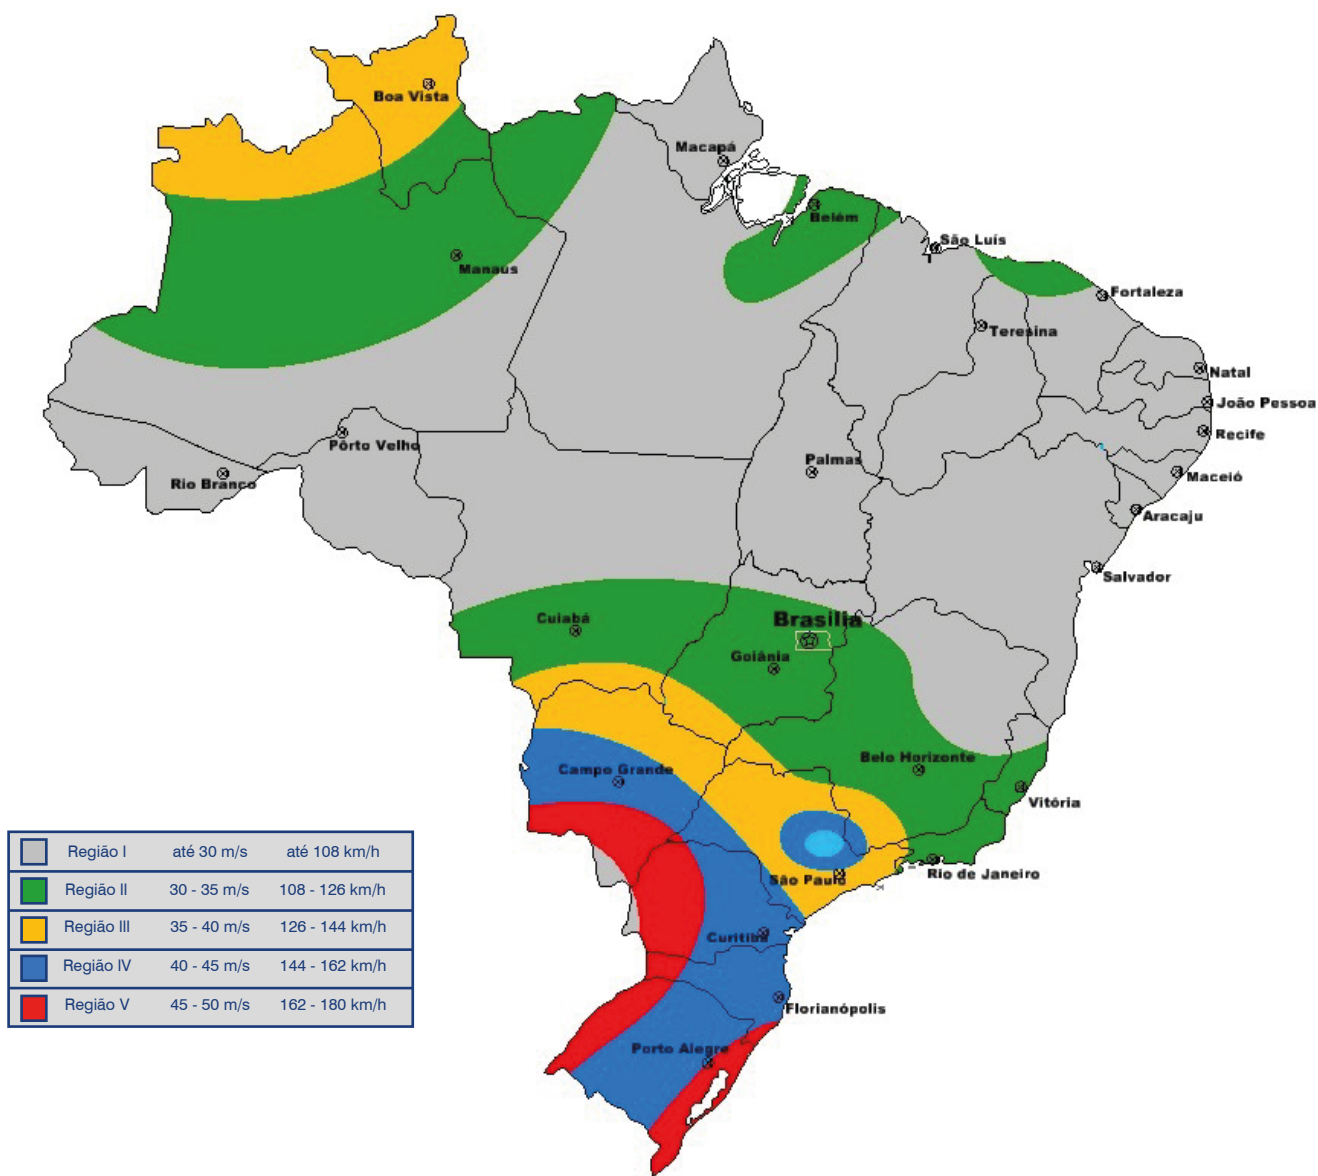 Boa Vista
Macapá
Belém
São Luís
Manaus
Fortaleza
Teresina
Natal
João Pessoa
Recife
Pôrto Velho
Palmas
Maceió
Rio Branco
Aracaju
Salvador
Cuiabá
Brasilia
Goiânia
Belo Horizonte
Campo Grande
Vitória
São Paulo
Rio de Janeiro
Curitiba
Florianópolis
Porto Alegre
Região I até 30 m/s até 108 km/h
Região II 30 - 35 m/s 108 - 126 km/h
Região III 35 - 40 m/s 126 - 144 km/h
Região IV 40 - 45 m/s 144 - 162 km/h
Região V 45 - 50 m/s 162 - 180 km/h